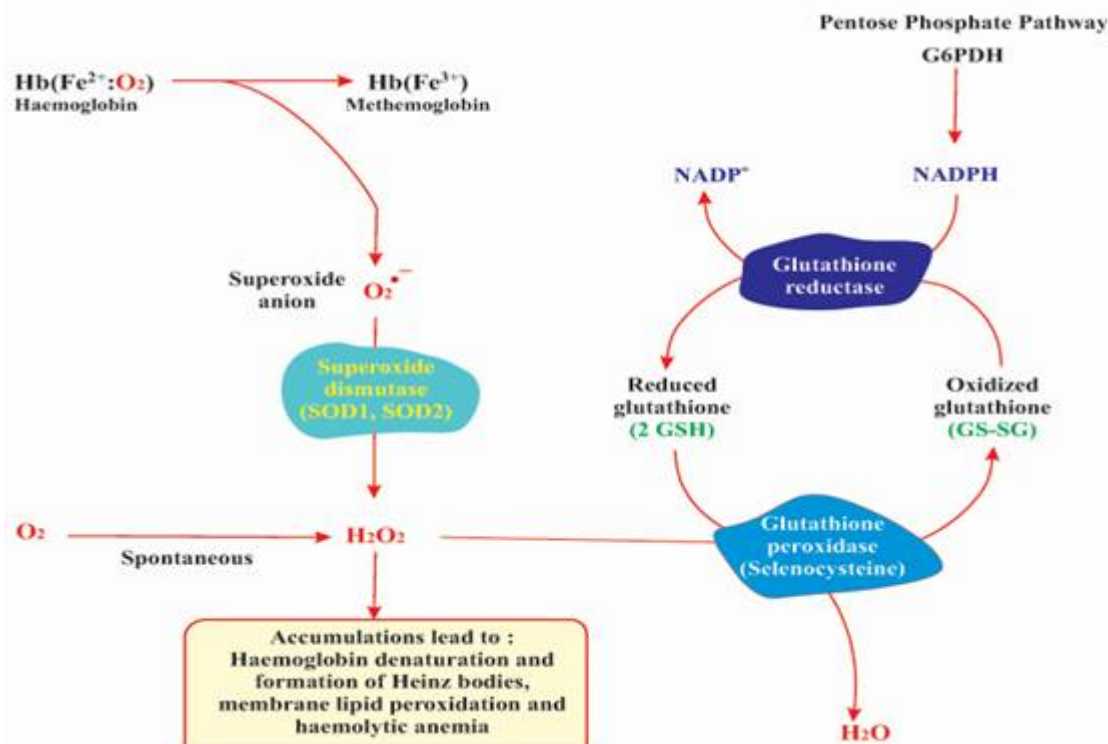 Pentose Phosphate Pathway
G6PDH
Hb(Fe²⁺:O₂)
Haemoglobin
Hb(Fe³⁺)
Methemoglobin
NADP⁺
NADPH
Glutathione
reductase
Superoxide
anion
O₂•⁻
Superoxide
dismutase
(SOD1, SOD2)
Reduced
glutathione
(2 GSH)
Oxidized
glutathione
(GS-SG)
O₂
Spontaneous
H₂O₂
Glutathione
peroxidase
(Selenocysteine)
Accumulations lead to :
Haemoglobin denaturation and
formation of Heinz bodies,
membrane lipid peroxidation and
haemolytic anemia
H₂O